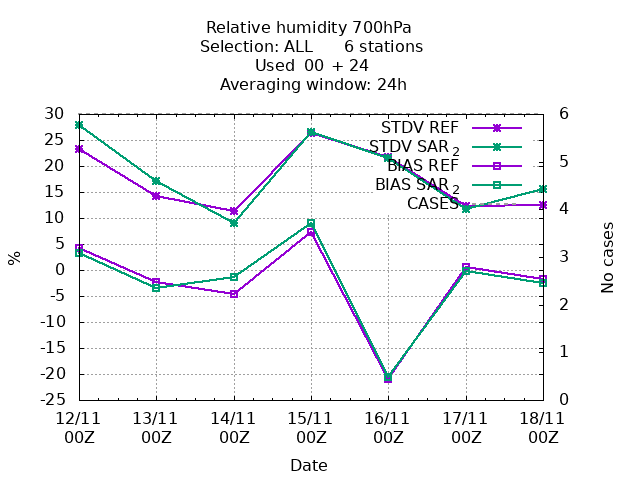 Relative humidity 700hPa
Selection: ALL 6 stations
Used 00 + 24
Averaging window: 24h
30
25
20
15
10
5
0
-5
-10
-15
-20
-25
%
6
5
4
3
2
1
0
No cases
STDV REF
STDV SAR2
BIAS REF
BIAS SAR2
CASES
12/11 13/11 14/11 15/11 16/11 17/11 18/11
00Z 00Z 00Z 00Z 00Z 00Z 00Z
Date